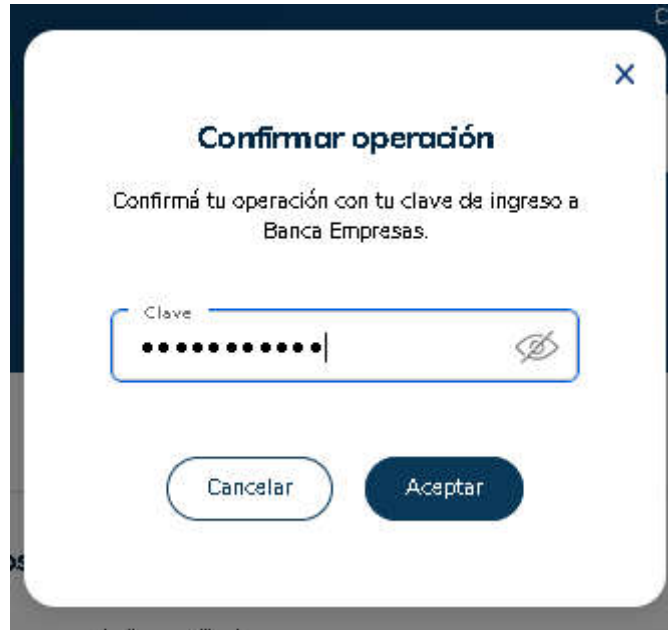 Confirmar operación
Confirmá tu operación con tu clave de ingreso a
Banca Empresas.
Clave
•••••••••••
Cancelar
Aceptar